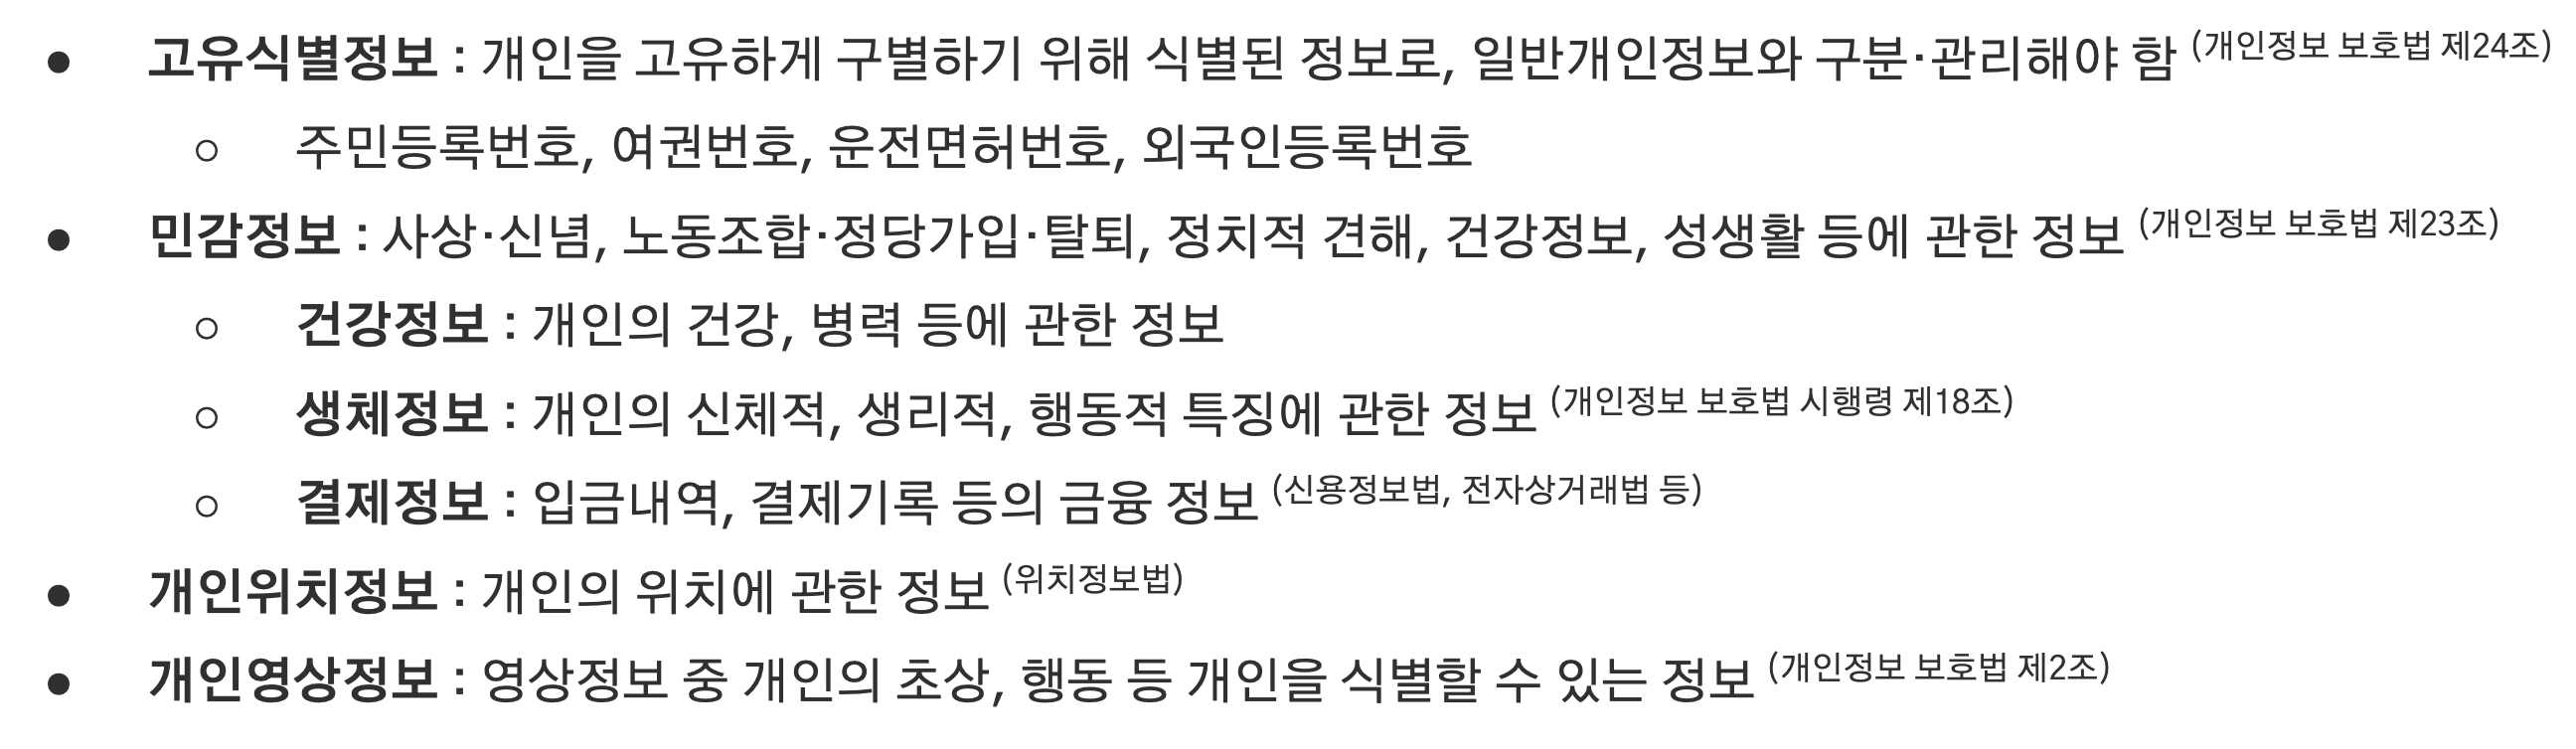 ● 고유식별정보 : 개인을 고유하게 구별하기 위해 식별된 정보로, 일반개인정보와 구분·관리해야 함 (개인정보 보호법 제24조)
○ 주민등록번호, 여권번호, 운전면허번호, 외국인등록번호
● 민감정보 : 사상·신념, 노동조합·정당가입·탈퇴, 정치적 견해, 건강정보, 성생활 등에 관한 정보 (개인정보 보호법 제23조)
○ 건강정보 : 개인의 건강, 병력 등에 관한 정보
○ 생체정보 : 개인의 신체적, 생리적, 행동적 특징에 관한 정보 (개인정보 보호법 시행령 제18조)
○ 결제정보 : 입금내역, 결제기록 등의 금융 정보 (신용정보법, 전자상거래법 등)
● 개인위치정보 : 개인의 위치에 관한 정보 (위치정보법)
● 개인영상정보 : 영상정보 중 개인의 초상, 행동 등 개인을 식별할 수 있는 정보 (개인정보 보호법 제2조)